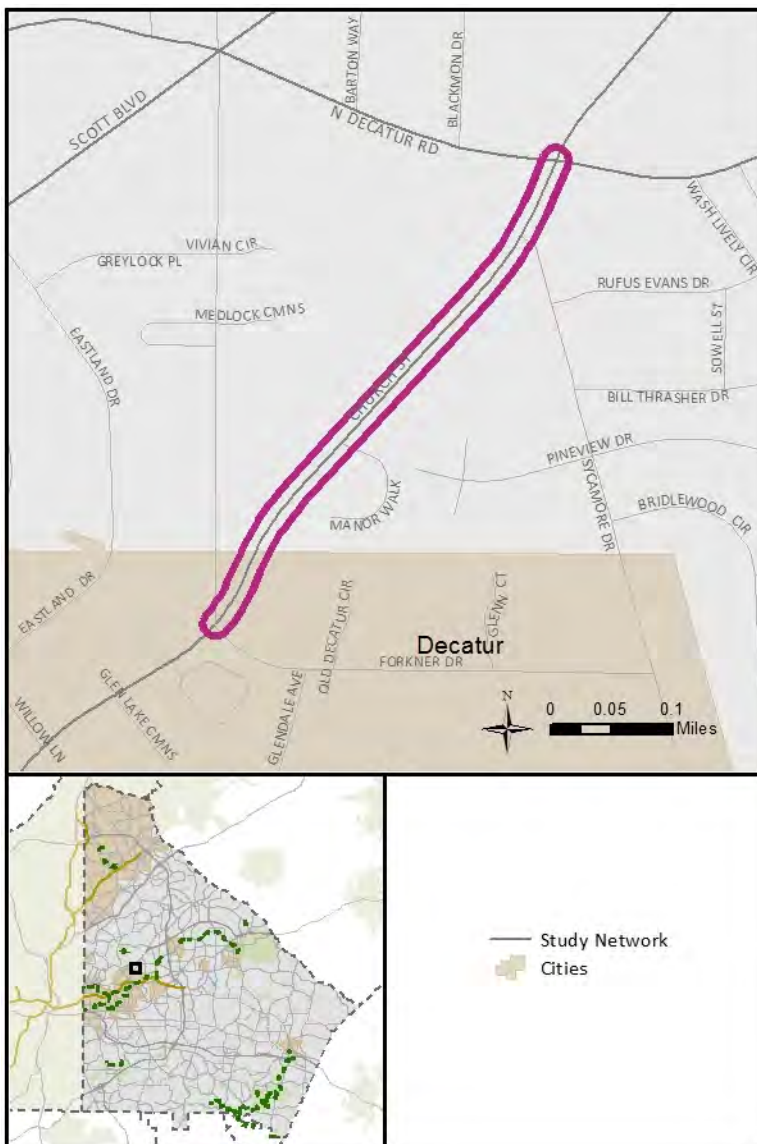 BARTON WAY
BLACKMON DR
SCOTT BLVD
N DECATUR RD
WASH LIVELY CIR
VIVIAN CIR
GREYLOCK PL
RUFUS EVANS DR
MEDLOCK CMNS
SOWELL ST
EASTLAND DR
CHURCH ST
BILL THRASHER DR
PINEVIEW DR
SYCAMORE DR
MANOR WALK
BRIDLEWOOD CIR
EASTLAND DR
OLD DECATUR CIR
GLENN CT
Decatur
FORKNER DR
GLEN LAKE CMNS
GLENDALE AVE
WILLOW LN
N
0 0.05 0.1
Miles
Study Network
Cities